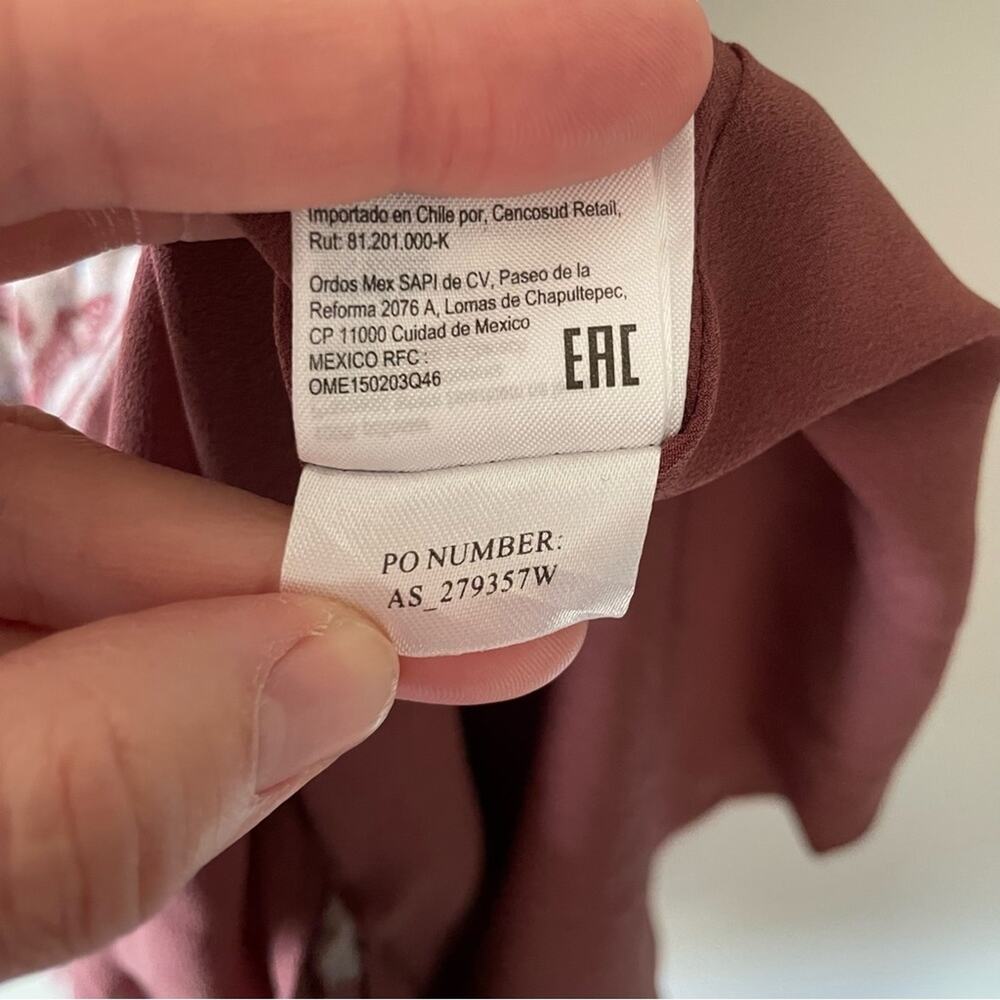 Importado en Chile por, Cencosud Retail,
Rut: 81.201.000-K
Ordos Mex SAPI de CV, Paseo de la
Reforma 2076 A, Lomas de Chapultepec,
CP 11000 Cuidad de Mexico
MEXICO RFC :
OME150203Q46
EAC
PO NUMBER:
AS_279357W